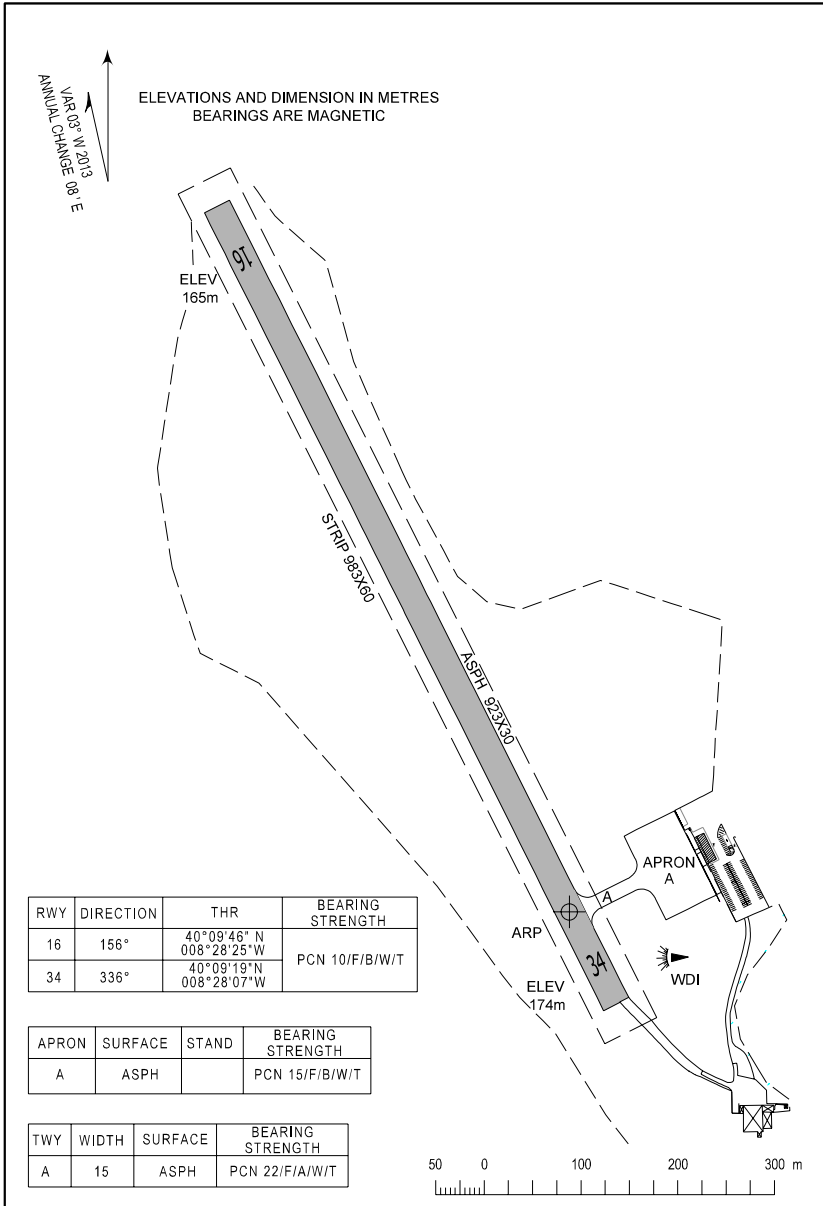 ELEVATIONS AND DIMENSION IN METRES
BEARINGS ARE MAGNETIC
VAR 03° W 2013
ANNUAL CHANGE 08' E
16
ELEV
165m
STRIP 983X60
ASPH 923X30
APRON
A
A
ARP
34
WDI
ELEV
174m
RWY DIRECTION THR BEARING STRENGTH
16 156° 40°09'46" N 008°28'25"W PCN 10/F/B/W/T
34 336° 40°09'19"N 008°28'07"W
APRON SURFACE STAND BEARING STRENGTH
A ASPH PCN 15/F/B/W/T
TWY WIDTH SURFACE BEARING STRENGTH
A 15 ASPH PCN 22/F/A/W/T
50 0 100 200 300 m